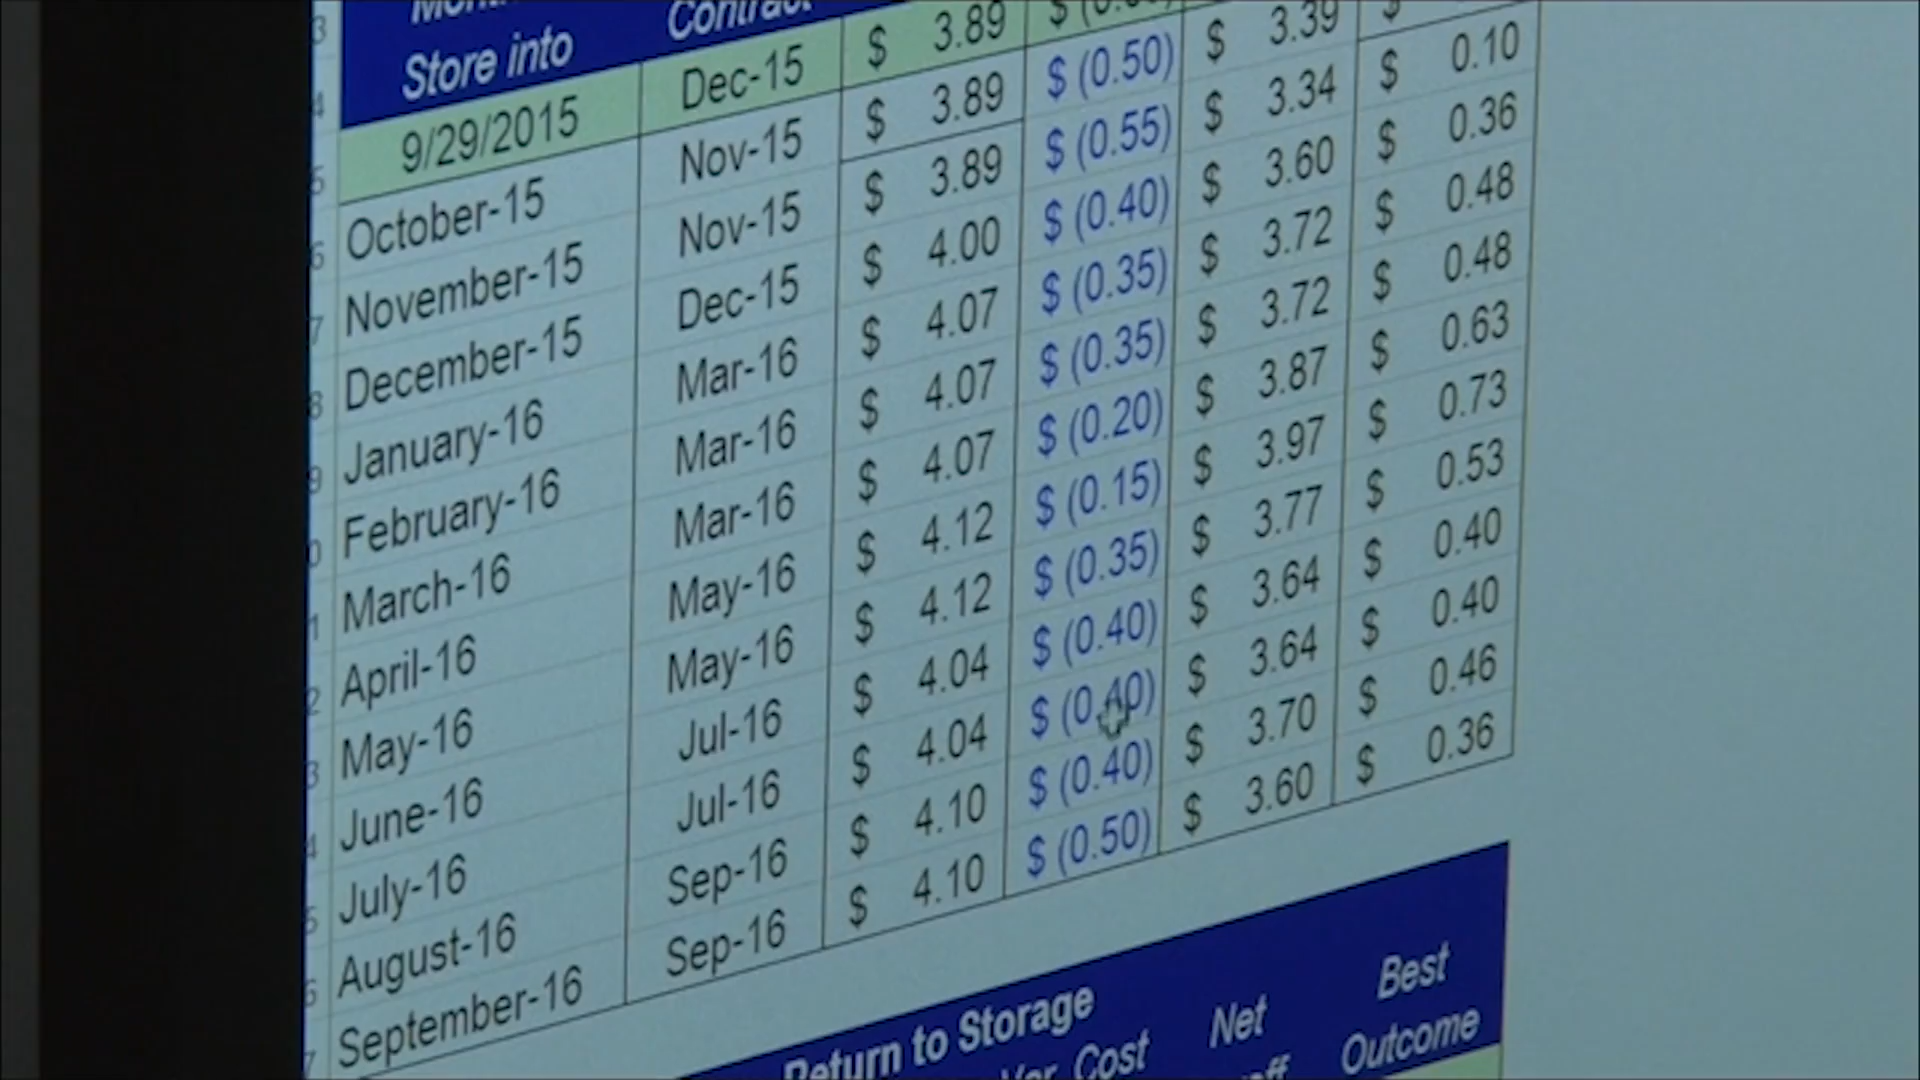 Contract
Store into
9/29/2015 Dec-15 $ 3.89 $
October-15 Nov-15 $ 3.89 $ (0.50) $ 3.39 $
November-15 Nov-15 $ 3.89 $ (0.55) $ 3.34 $ 0.10
December-15 Dec-15 $ 4.00 $ (0.40) $ 3.60 $ 0.36
January-16 Mar-16 $ 4.07 $ (0.35) $ 3.72 $ 0.48
February-16 Mar-16 $ 4.07 $ (0.35) $ 3.72 $ 0.48
March-16 Mar-16 $ 4.07 $ (0.20) $ 3.87 $ 0.63
April-16 May-16 $ 4.12 $ (0.15) $ 3.97 $ 0.73
May-16 May-16 $ 4.12 $ (0.35) $ 3.77 $ 0.53
June-16 Jul-16 $ 4.04 $ (0.40) $ 3.64 $ 0.40
July-16 Jul-16 $ 4.04 $ (0.40) $ 3.64 $ 0.40
August-16 Sep-16 $ 4.10 $ (0.40) $ 3.70 $ 0.46
September-16 Sep-16 $ 4.10 $ (0.50) $ 3.60 $ 0.36
Return to Storage
Net Best
Cost Outcome